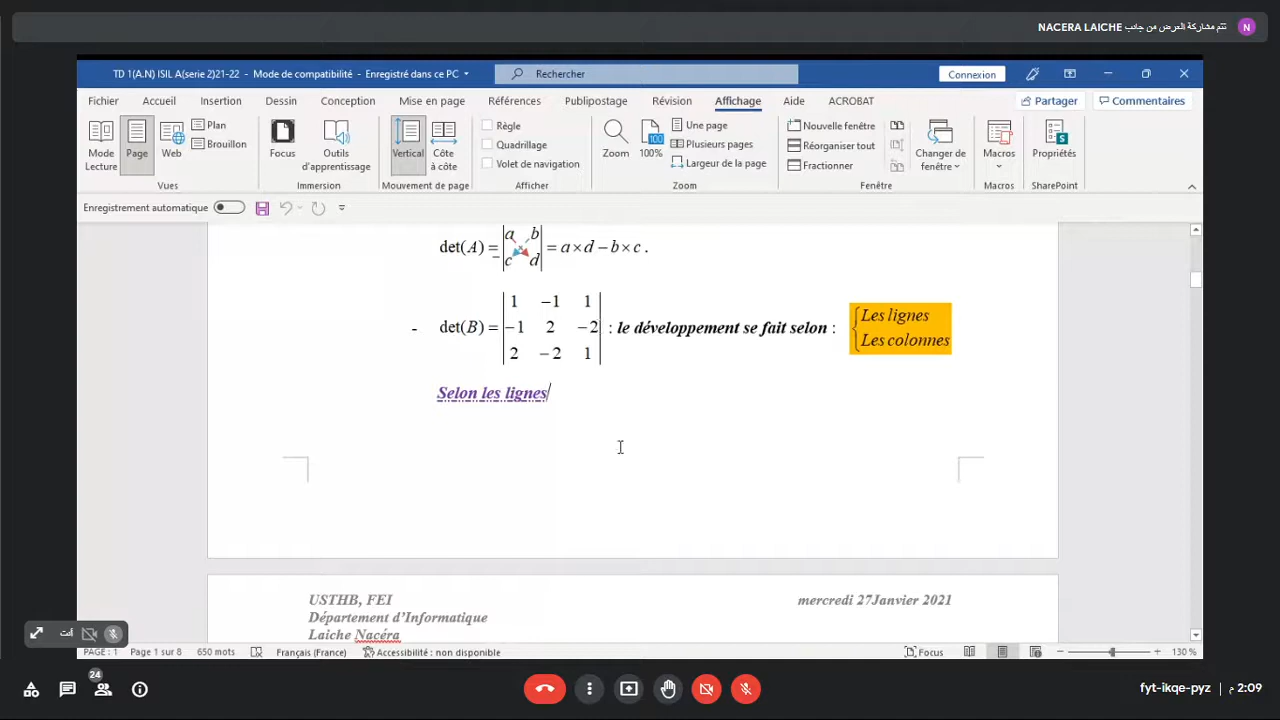 تتم مشاركة العرض من جانب NACERA LAICHE
N
TD 1(A.N) ISIL A(serie 2)21-22 - Mode de compatibilité - Enregistré dans ce PC
Rechercher
Connexion
Fichier Accueil Insertion Dessin Conception Mise en page Références Publipostage Révision Affichage Aide ACROBAT
Partager Commentaires
Mode Lecture
Page
Web
Plan
Brouillon
Vues
Focus
Outils d'apprentissage
Immersion
Vertical
Côte à côte
Mouvement de page
Règle
Quadrillage
Volet de navigation
Afficher
Zoom
100
100%
Une page
Plusieurs pages
Largeur de la page
Zoom
Nouvelle fenêtre
Réorganiser tout
Fractionner
Changer de fenêtre
Fenêtre
Macros
Macros
Propriétés
SharePoint
Enregistrement automatique
det(A) = | a b ; c d | = a×d − b×c .
- det(B) = | 1 −1 1 ; −1 2 −2 ; 2 −2 1 | : le développement se fait selon : { Les lignes
Les colonnes
Selon les lignes
USTHB, FEI mercredi 27Janvier 2021
Département d’Informatique
Laiche Nacéra
أنت
PAGE : 1 Page 1 sur 8 650 mots Français (France) Accessibilité : non disponible Focus 130 %
24
fyt-ikqe-pyz | 2:09 م